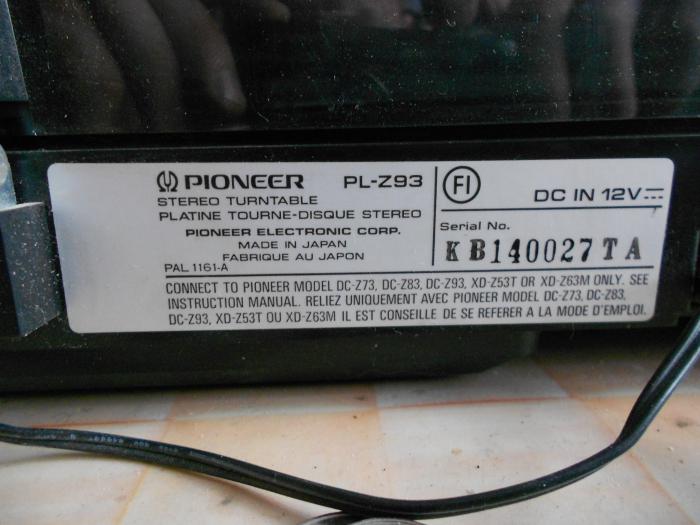 PIONEER PL-Z93
STEREO TURNTABLE
PLATINE TOURNE-DISQUE STEREO
PIONEER ELECTRONIC CORP.
MADE IN JAPAN
FABRIQUE AU JAPON
PAL 1161-A
FI
DC IN 12V
Serial No.
KB140027TA
CONNECT TO PIONEER MODEL DC-Z73, DC-Z83, DC-Z93, XD-Z53T OR XD-Z63M ONLY. SEE
INSTRUCTION MANUAL. RELIEZ UNIQUEMENT AVEC PIONEER MODEL DC-Z73, DC-Z83,
DC-Z93, XD-Z53T OU XD-Z63M IL EST CONSEILLE DE SE REFERER A LA MODE D'EMPLOI.